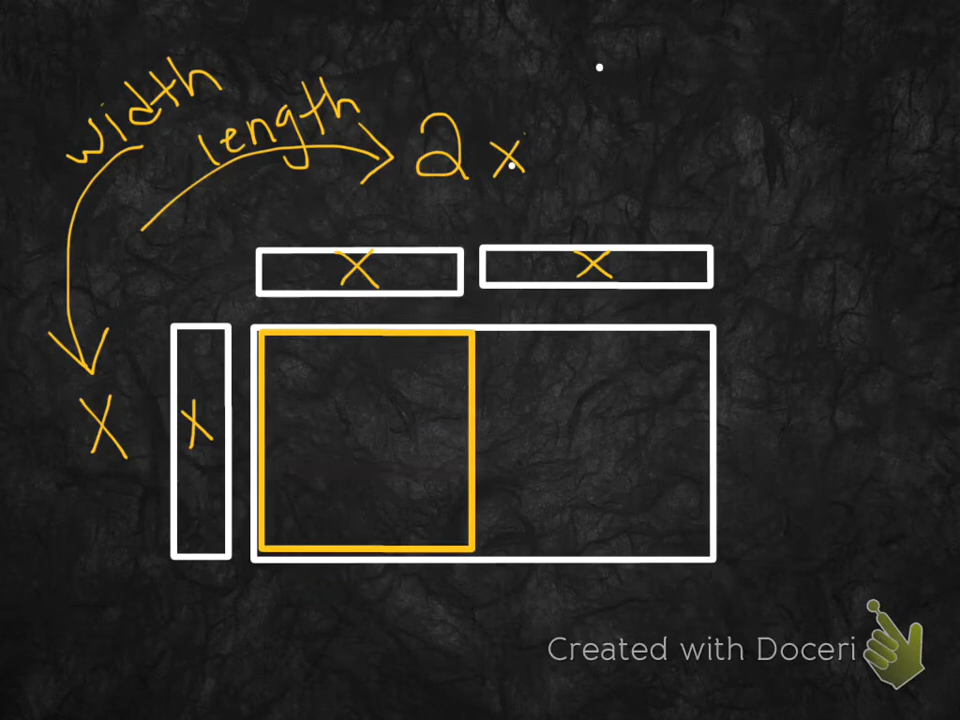 width
length
2x
x
x
x
x
Created with Doceri